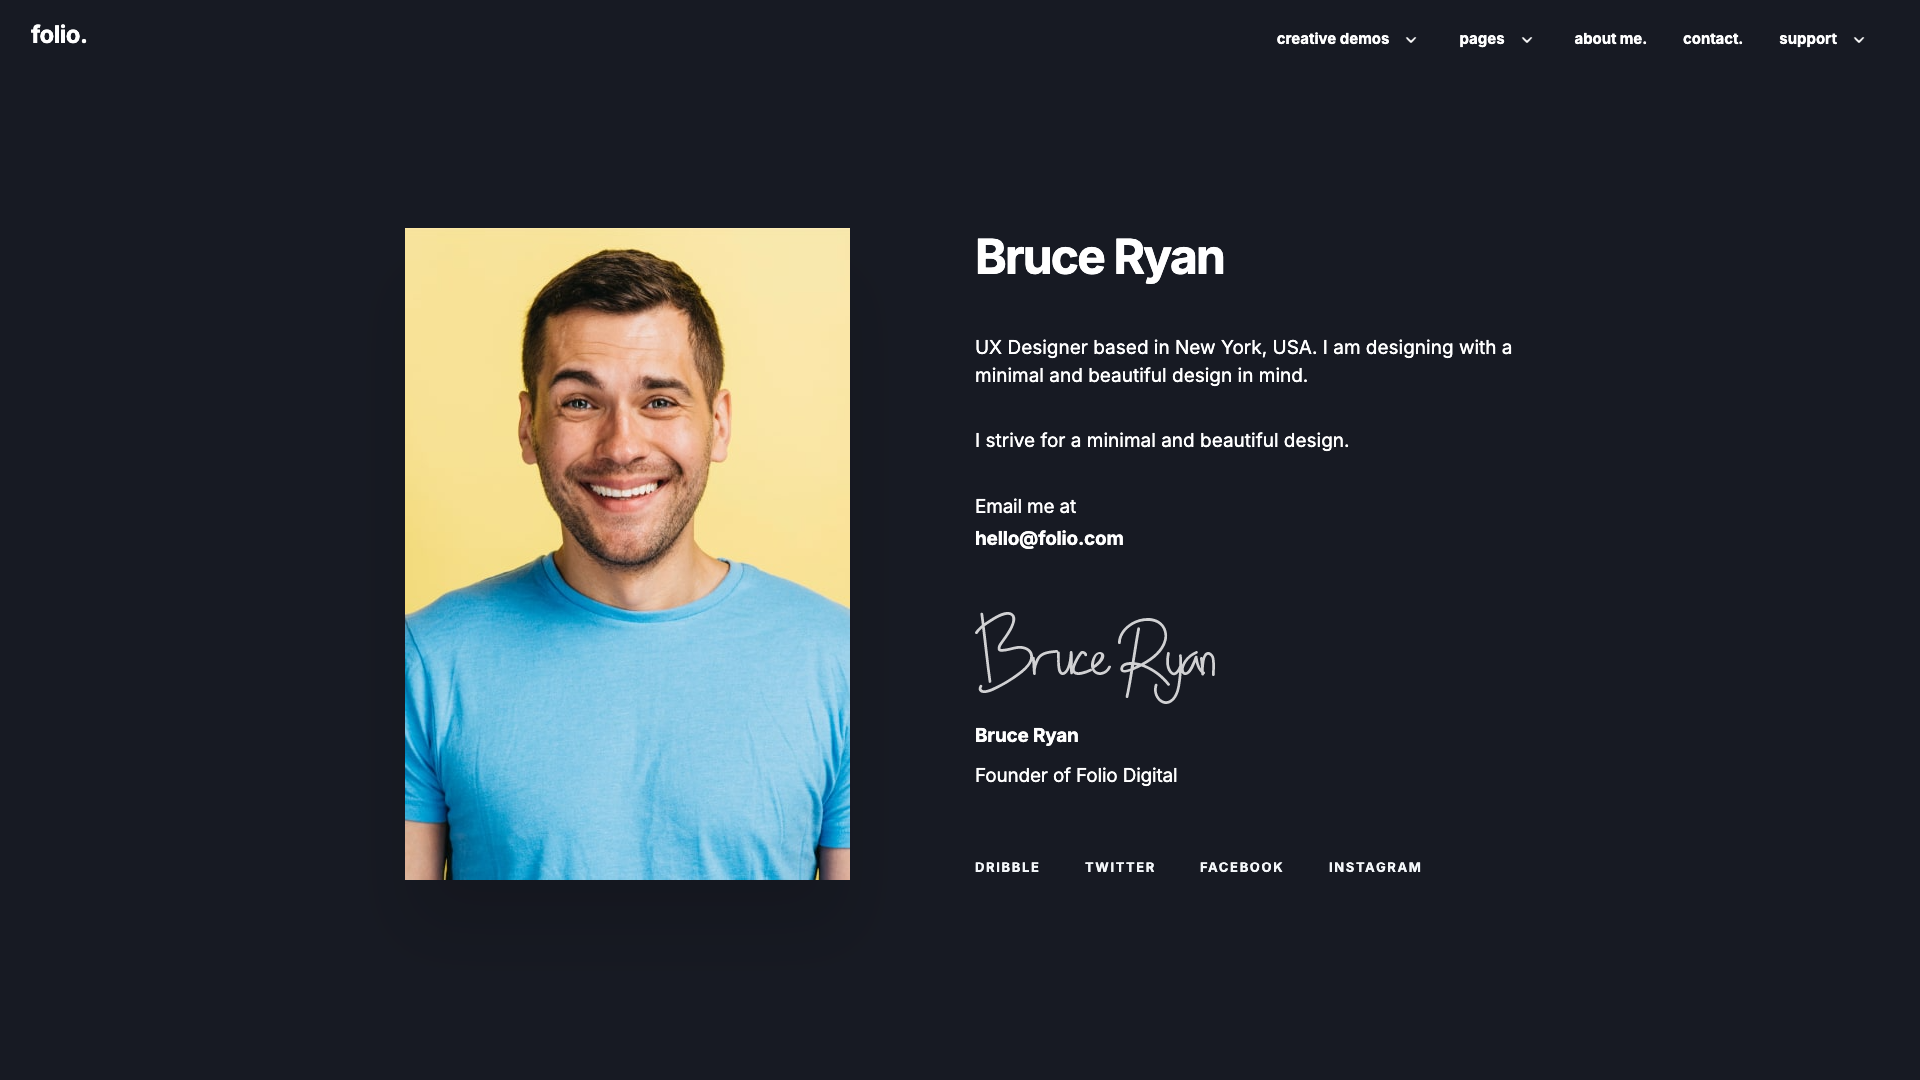 folio.
creative demos
pages
about me.
contact.
support
Bruce Ryan
UX Designer based in New York, USA. I am designing with a
minimal and beautiful design in mind.
I strive for a minimal and beautiful design.
Email me at
hello@folio.com
Bruce Ryan
Bruce Ryan
Founder of Folio Digital
DRIBBLE
TWITTER
FACEBOOK
INSTAGRAM